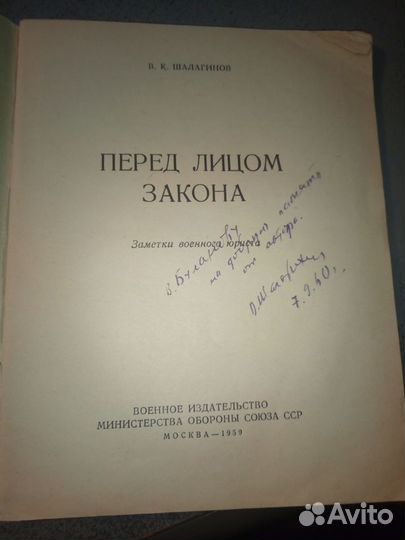 В. К. ШАЛАГИНОВ
ПЕРЕД ЛИЦОМ
ЗАКОНА
Заметки военного юриста
на добрую память
от автора.
7.9.60г.
ВОЕННОЕ ИЗДАТЕЛЬСТВО
МИНИСТЕРСТВА ОБОРОНЫ СОЮЗА ССР
МОСКВА — 1959
Avito